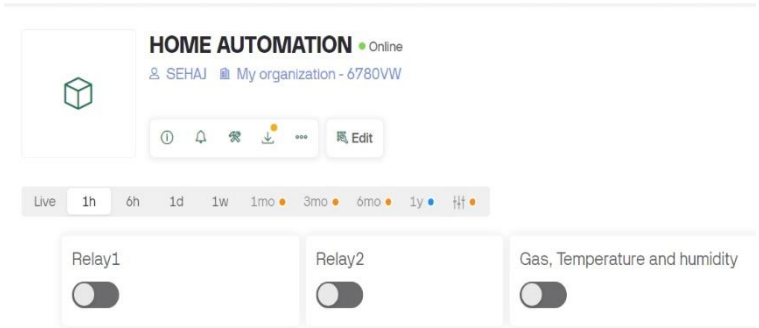 HOME AUTOMATION Online
SEHAJ My organization - 6780VW
Edit
Live 1h 6h 1d 1w 1mo 3mo 6mo 1y
Relay1 Relay2 Gas, Temperature and humidity